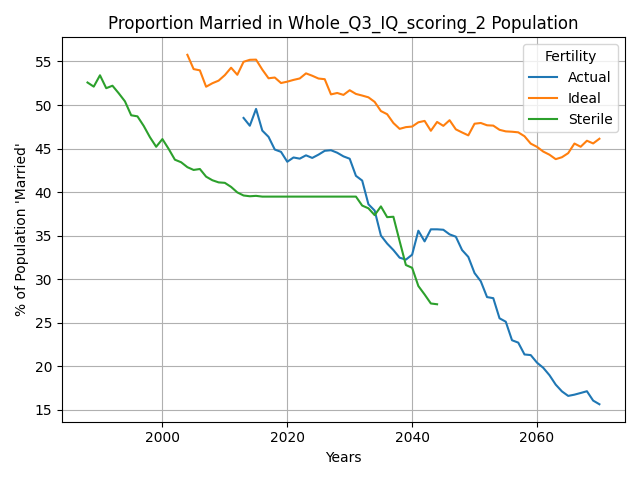 Proportion Married in Whole_Q3_IQ_scoring_2 Population
% of Population 'Married'
55
50
45
40
35
30
25
20
15
Fertility
Actual
Ideal
Sterile
2000 2020 2040 2060
Years